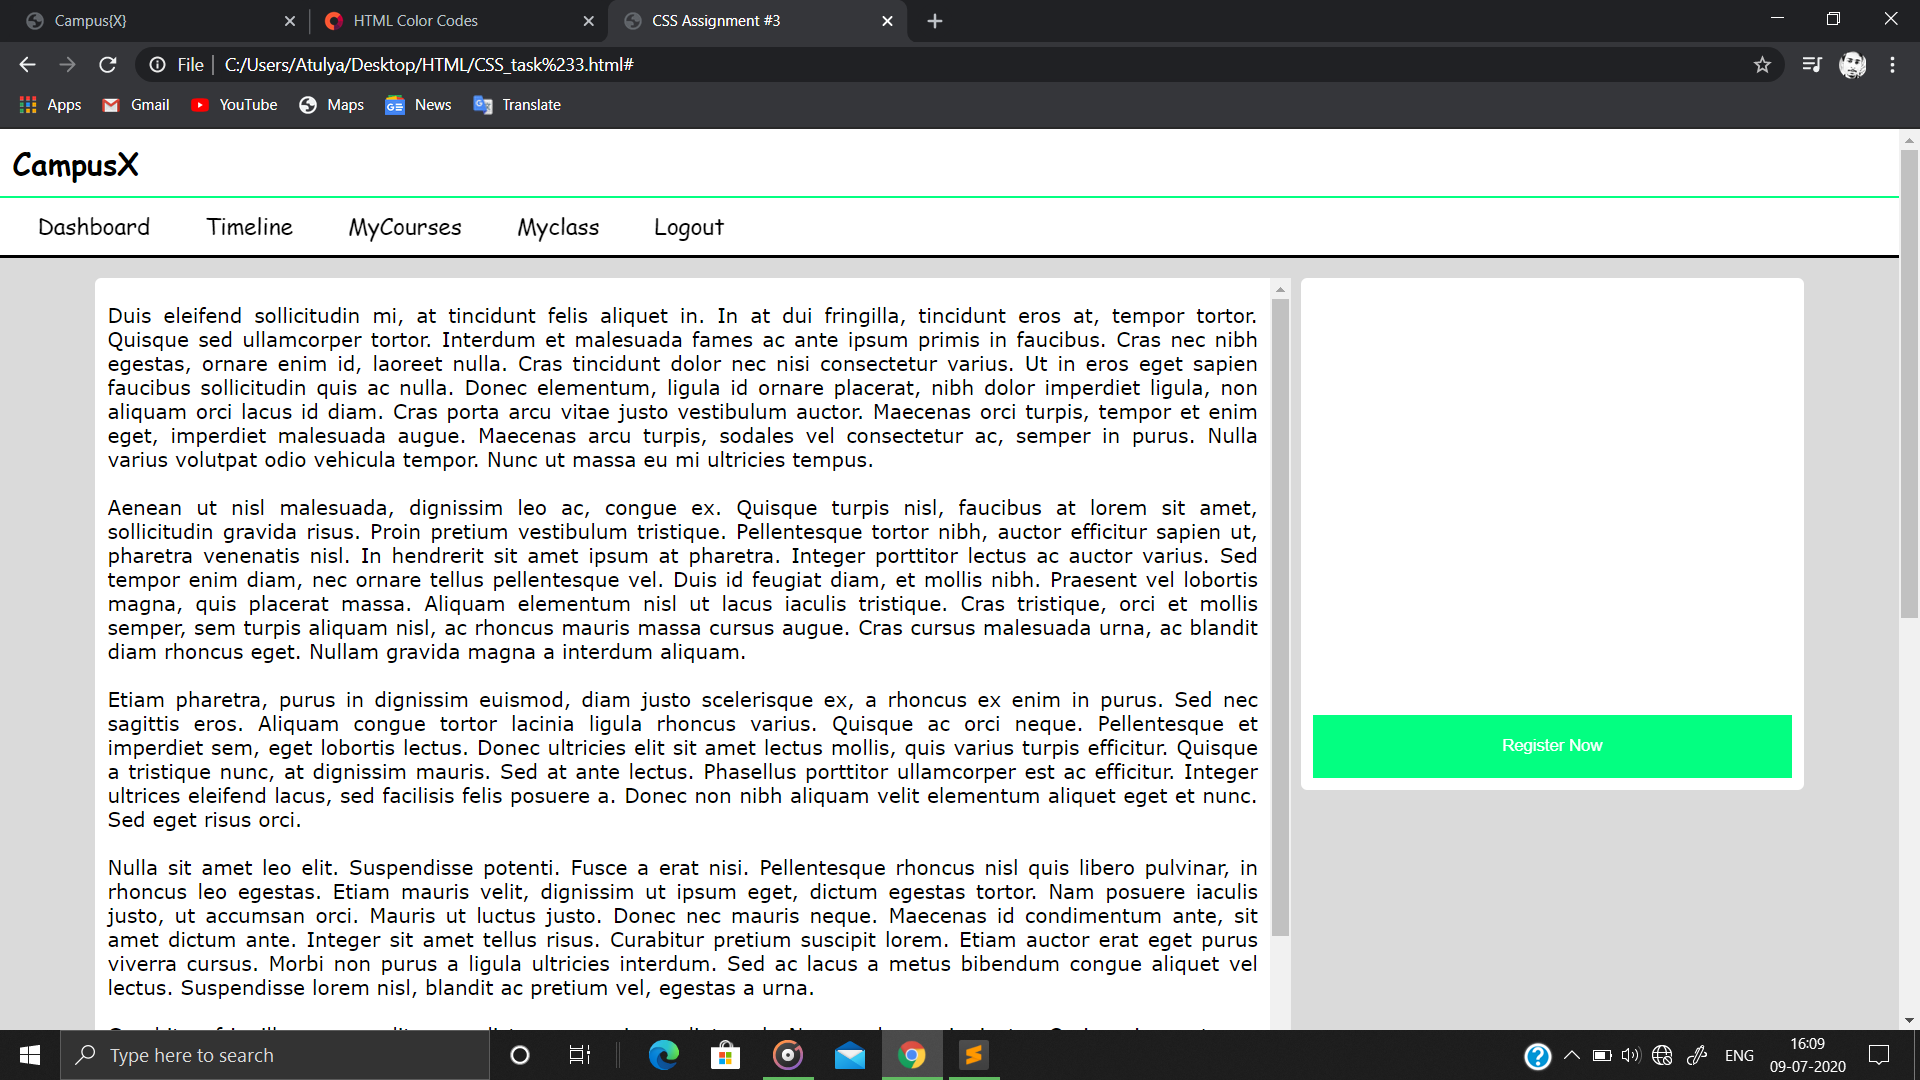 Campus{X}
HTML Color Codes
CSS Assignment #3
File
C:/Users/Atulya/Desktop/HTML/CSS_task%233.html#
Apps Gmail YouTube Maps News Translate
CampusX
Dashboard Timeline MyCourses Myclass Logout
Duis eleifend sollicitudin mi, at tincidunt felis aliquet in. In at dui fringilla, tincidunt eros at, tempor tortor.
Quisque sed ullamcorper tortor. Interdum et malesuada fames ac ante ipsum primis in faucibus. Cras nec nibh
egestas, ornare enim id, laoreet nulla. Cras tincidunt dolor nec nisi consectetur varius. Ut in eros eget sapien
faucibus sollicitudin quis ac nulla. Donec elementum, ligula id ornare placerat, nibh dolor imperdiet ligula, non
aliquam orci lacus id diam. Cras porta arcu vitae justo vestibulum auctor. Maecenas orci turpis, tempor et enim
eget, imperdiet malesuada augue. Maecenas arcu turpis, sodales vel consectetur ac, semper in purus. Nulla
varius volutpat odio vehicula tempor. Nunc ut massa eu mi ultricies tempus.
Aenean ut nisl malesuada, dignissim leo ac, congue ex. Quisque turpis nisl, faucibus at lorem sit amet,
sollicitudin gravida risus. Proin pretium vestibulum tristique. Pellentesque tortor nibh, auctor efficitur sapien ut,
pharetra venenatis nisl. In hendrerit sit amet ipsum at pharetra. Integer porttitor lectus ac auctor varius. Sed
tempor enim diam, nec ornare tellus pellentesque vel. Duis id feugiat diam, et mollis nibh. Praesent vel lobortis
magna, quis placerat massa. Aliquam elementum nisl ut lacus iaculis tristique. Cras tristique, orci et mollis
semper, sem turpis aliquam nisl, ac rhoncus mauris massa cursus augue. Cras cursus malesuada urna, ac blandit
diam rhoncus eget. Nullam gravida magna a interdum aliquam.
Etiam pharetra, purus in dignissim euismod, diam justo scelerisque ex, a rhoncus ex enim in purus. Sed nec
sagittis eros. Aliquam congue tortor lacinia ligula rhoncus varius. Quisque ac orci neque. Pellentesque et
imperdiet sem, eget lobortis lectus. Donec ultricies elit sit amet lectus mollis, quis varius turpis efficitur. Quisque
a tristique nunc, at dignissim mauris. Sed at ante lectus. Phasellus porttitor ullamcorper est ac efficitur. Integer
ultrices eleifend lacus, sed facilisis felis posuere a. Donec non nibh aliquam velit elementum aliquet eget et nunc.
Sed eget risus orci.
Nulla sit amet leo elit. Suspendisse potenti. Fusce a erat nisi. Pellentesque rhoncus nisl quis libero pulvinar, in
rhoncus leo egestas. Etiam mauris velit, dignissim ut ipsum eget, dictum egestas tortor. Nam posuere iaculis
justo, ut accumsan orci. Mauris ut luctus justo. Donec nec mauris neque. Maecenas id condimentum ante, sit
amet dictum ante. Integer sit amet tellus risus. Curabitur pretium suscipit lorem. Etiam auctor erat eget purus
viverra cursus. Morbi non purus a ligula ultricies interdum. Sed ac lacus a metus bibendum congue aliquet vel
lectus. Suspendisse lorem nisl, blandit ac pretium vel, egestas a urna.
Register Now
Type here to search
ENG
16:09
09-07-2020